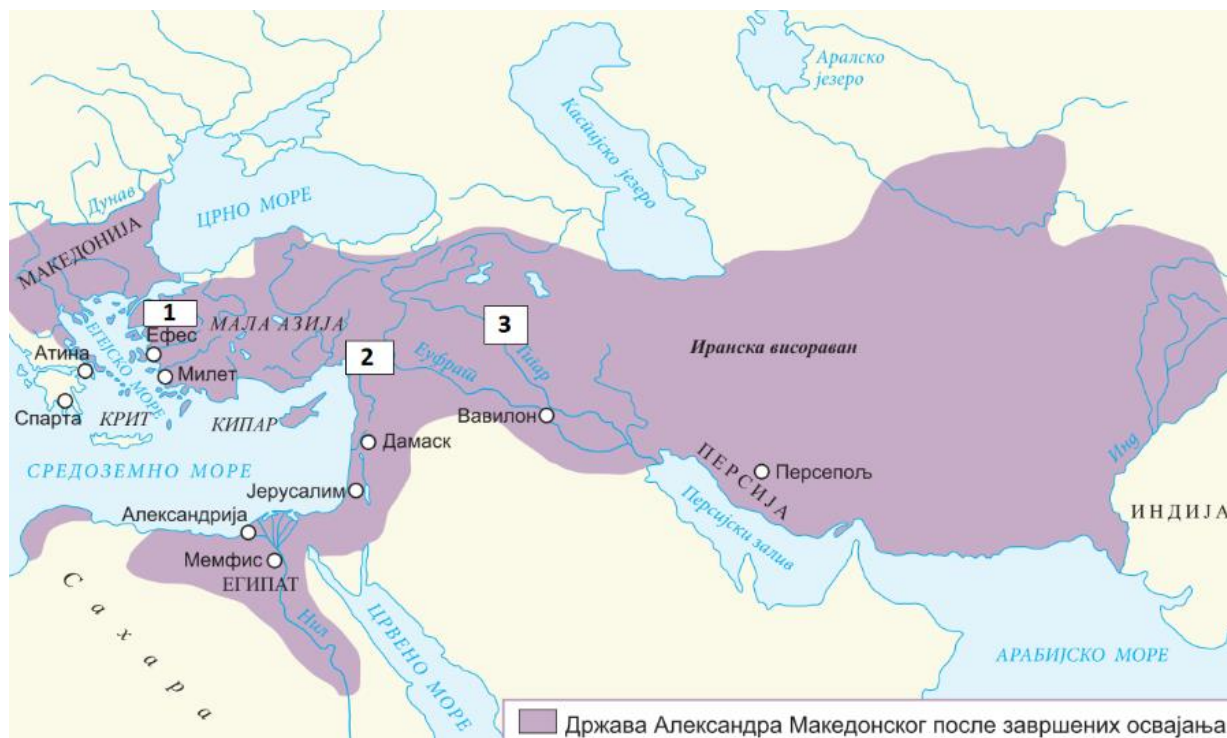 Аралско
језеро
Каспијско језеро
Дунав
ЦРНО МОРЕ
МАКЕДОНИЈА
1
МАЛА АЗИЈА
3
Ефес
ЕГЕЈСКО МОРЕ
2
Еуфрат
Тигар
Иранска висораван
Атина
Милет
Спарта
КРИТ
КИПАР
Вавилон
Дамаск
Инд
СРЕДОЗЕМНО МОРЕ
ПЕРСИЈА
Персепољ
Јерусалим
Персијски залив
ИНДИЈА
Александрија
Мемфис
ЕГИПАТ
Сахара
Нил
ЦРВЕНО МОРЕ
АРАБИЈСКО МОРЕ
Држава Александра Македонског после завршених освајања